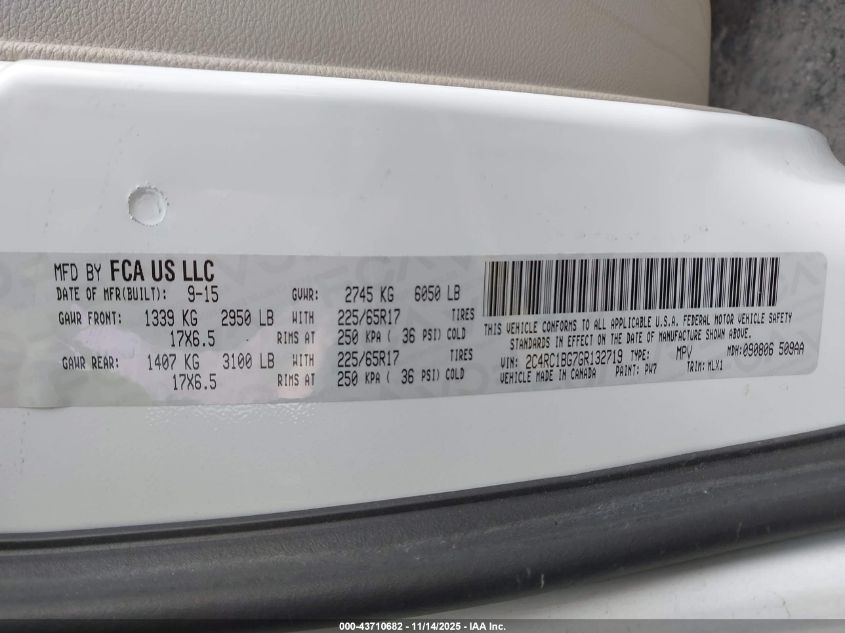 MFD BY FCA US LLC
DATE OF MFR(BUILT): 9-15 GVWR: 2745 KG 6050 LB
GAWR FRONT: 1339 KG 2950 LB WITH 225/65R17 TIRES
17X6.5 RIMS AT 250 KPA ( 36 PSI) COLD
GAWR REAR: 1407 KG 3100 LB WITH 225/65R17 TIRES
17X6.5 RIMS AT 250 KPA ( 36 PSI) COLD
THIS VEHICLE CONFORMS TO ALL APPLICABLE U.S.A. FEDERAL MOTOR VEHICLE SAFETY
STANDARDS IN EFFECT ON THE DATE OF MANUFACTURE SHOWN ABOVE.
VIN: 2C4RC1BG7GR132719 TYPE: MPV MDH: 090806 509AA
VEHICLE MADE IN CANADA PAINT: PW7 TRIM: MLX1
000-43710682 - 11/14/2025 - IAA Inc.